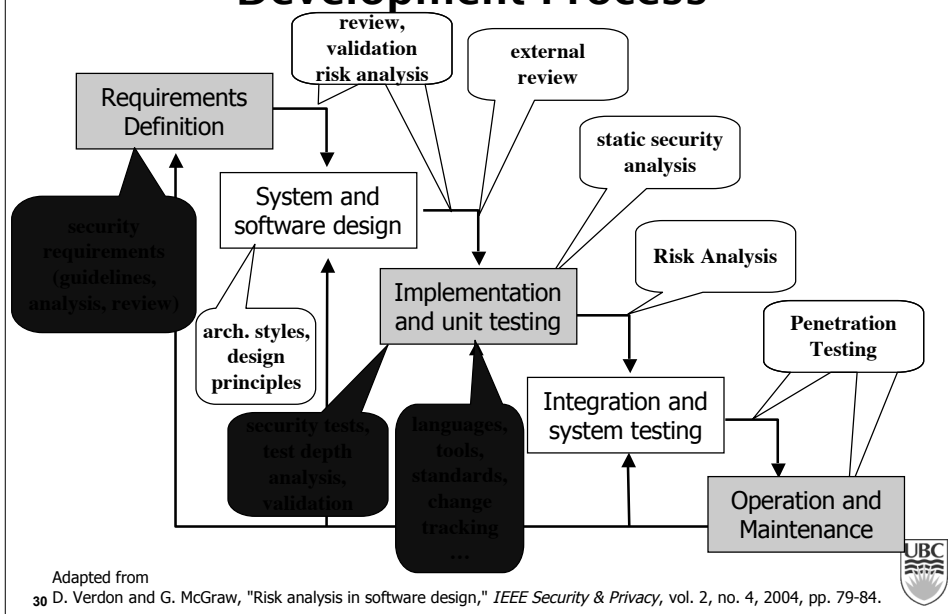 Development Process
review,
validation
risk analysis
external
review
Requirements
Definition
static security
analysis
System and
software design
security
requirements
(guidelines,
analysis, review)
Risk Analysis
Implementation
and unit testing
arch. styles,
design
principles
Penetration
Testing
Integration and
system testing
security tests,
test depth
analysis,
validation
languages,
tools,
standards,
change
tracking
...
Operation and
Maintenance
UBC
Adapted from
30 D. Verdon and G. McGraw, "Risk analysis in software design," IEEE Security & Privacy, vol. 2, no. 4, 2004, pp. 79-84.